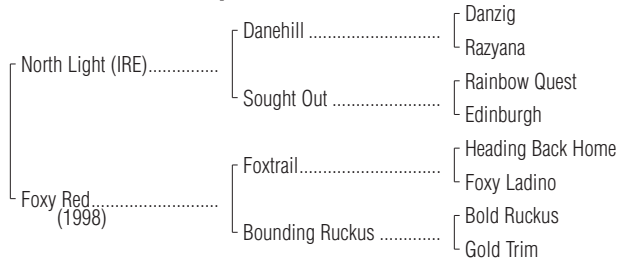 Danzig
Danehill ........................
Razyana
North Light (IRE)...............
Rainbow Quest
Sought Out ....................
Edinburgh
Heading Back Home
Foxtrail...........................
Foxy Ladino
Foxy Red..........................
(1998)
Bold Ruckus
Bounding Ruckus .............
Gold Trim